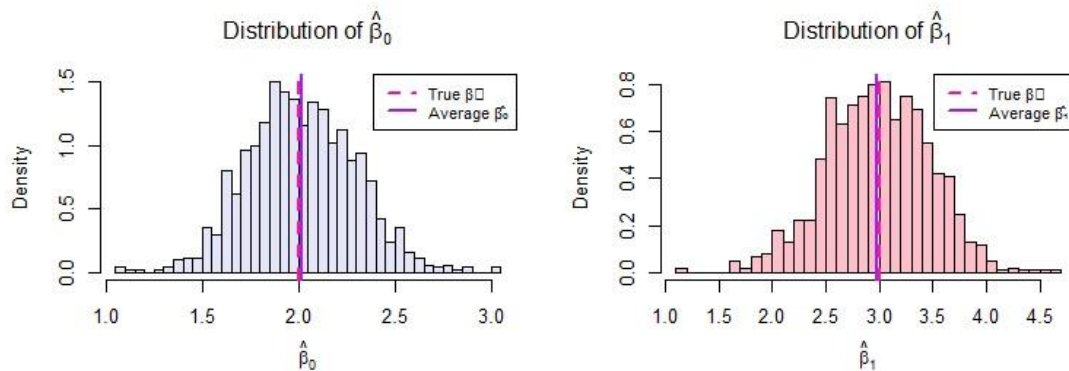 Distribution of β̂₀
True β□
Average β̂₀
Density
0.0 0.5 1.0 1.5
1.0 1.5 2.0 2.5 3.0
β̂₀
Distribution of β̂₁
True β□
Average β̂₁
Density
0.0 0.2 0.4 0.6 0.8
1.0 1.5 2.0 2.5 3.0 3.5 4.0 4.5
β̂₁